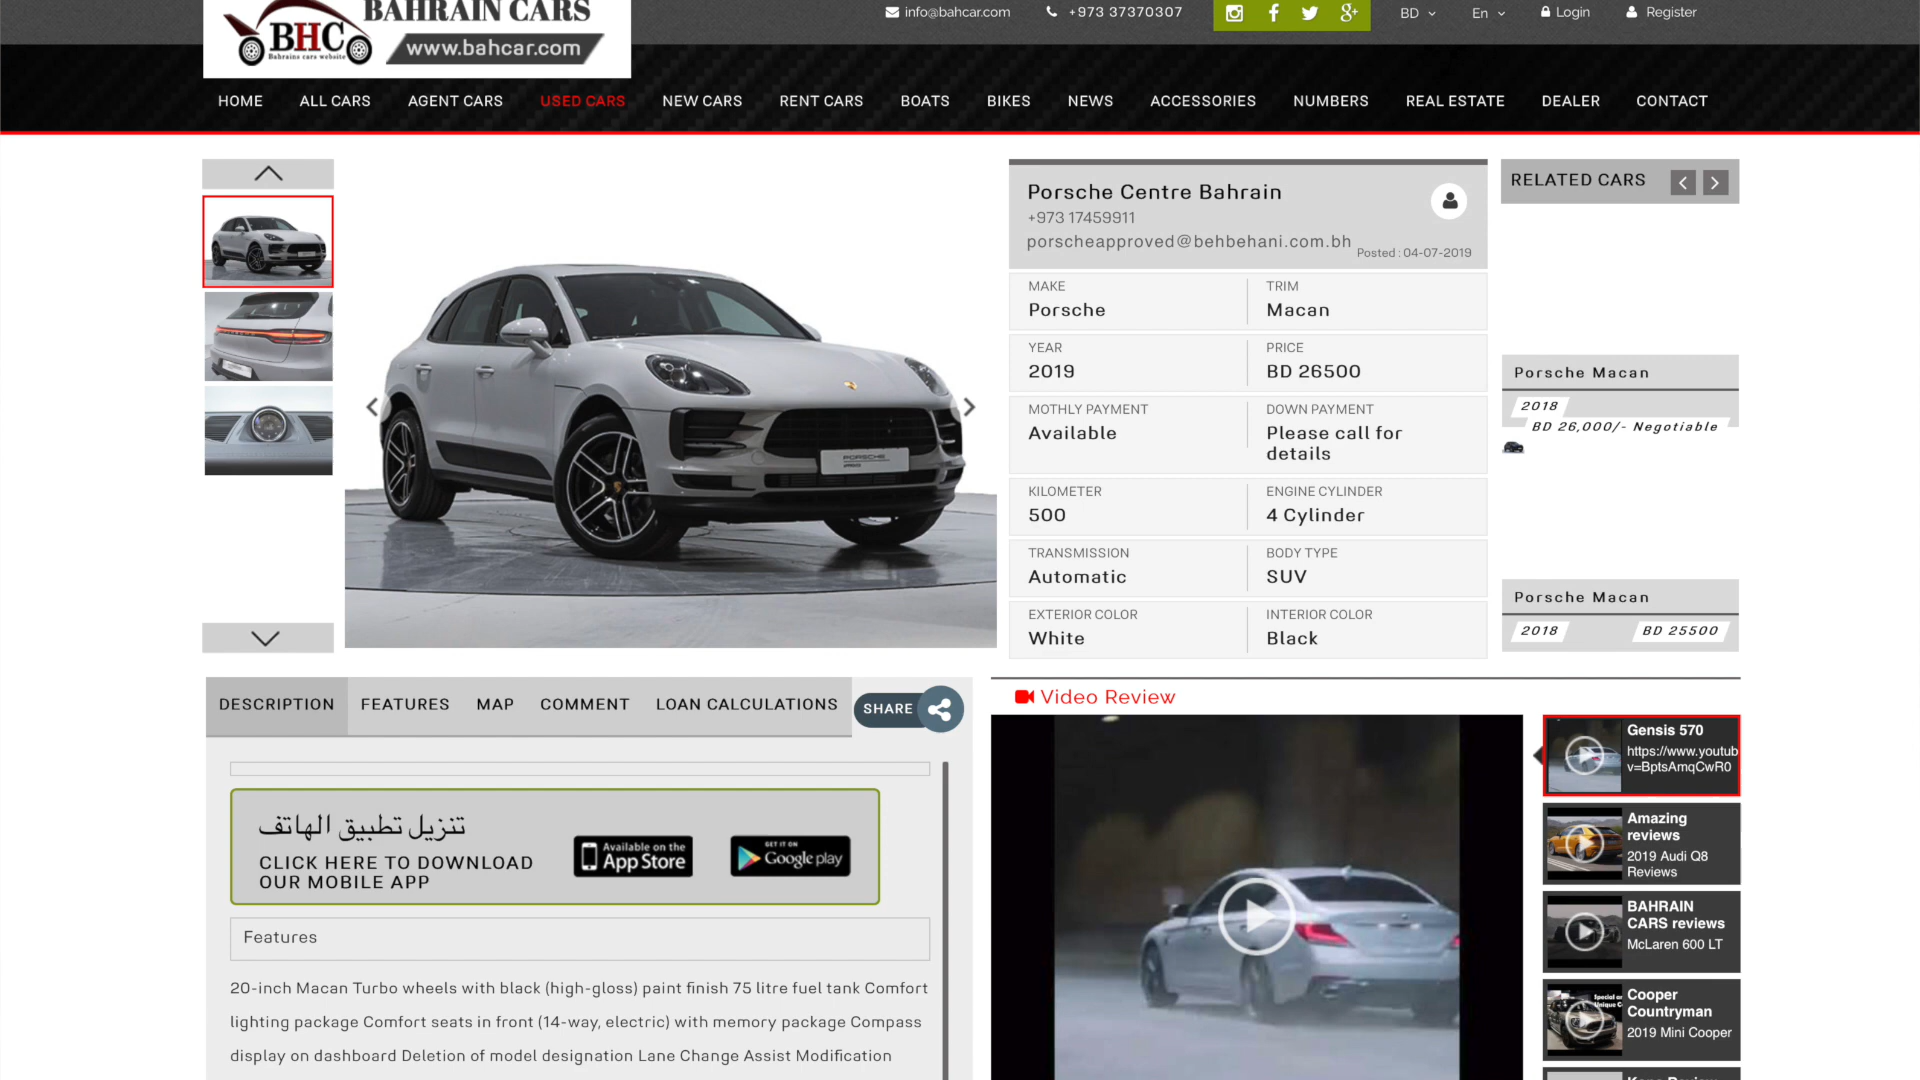 BAHRAIN CARS
BHC
Bahrains cars website
www.bahcar.com
info@bahcar.com
+973 37370307
BD
En
Login
Register
HOME
ALL CARS
AGENT CARS
USED CARS
NEW CARS
RENT CARS
BOATS
BIKES
NEWS
ACCESSORIES
NUMBERS
REAL ESTATE
DEALER
CONTACT
PORSCHE
Porsche Centre Bahrain
+973 17459911
porscheapproved@behbehani.com.bh
Posted : 04-07-2019
MAKE
Porsche
TRIM
Macan
YEAR
2019
PRICE
BD 26500
MOTHLY PAYMENT
Available
DOWN PAYMENT
Please call for
details
KILOMETER
500
ENGINE CYLINDER
4 Cylinder
TRANSMISSION
Automatic
BODY TYPE
SUV
EXTERIOR COLOR
White
INTERIOR COLOR
Black
RELATED CARS
Porsche Macan
2018
BD 26,000/- Negotiable
Porsche Macan
2018
BD 25500
DESCRIPTION
FEATURES
MAP
COMMENT
LOAN CALCULATIONS
SHARE
تنزيل تطبيق الهاتف
CLICK HERE TO DOWNLOAD
OUR MOBILE APP
Available on the
App Store
GET IT ON
Google play
Features
20-inch Macan Turbo wheels with black (high-gloss) paint finish 75 litre fuel tank Comfort
lighting package Comfort seats in front (14-way, electric) with memory package Compass
display on dashboard Deletion of model designation Lane Change Assist Modification
Video Review
Gensis 570
https://www.youtub
v=BptsAmqCwR0
Amazing
reviews
2019 Audi Q8
Reviews
BAHRAIN
CARS reviews
McLaren 600 LT
Cooper
Countryman
2019 Mini Cooper